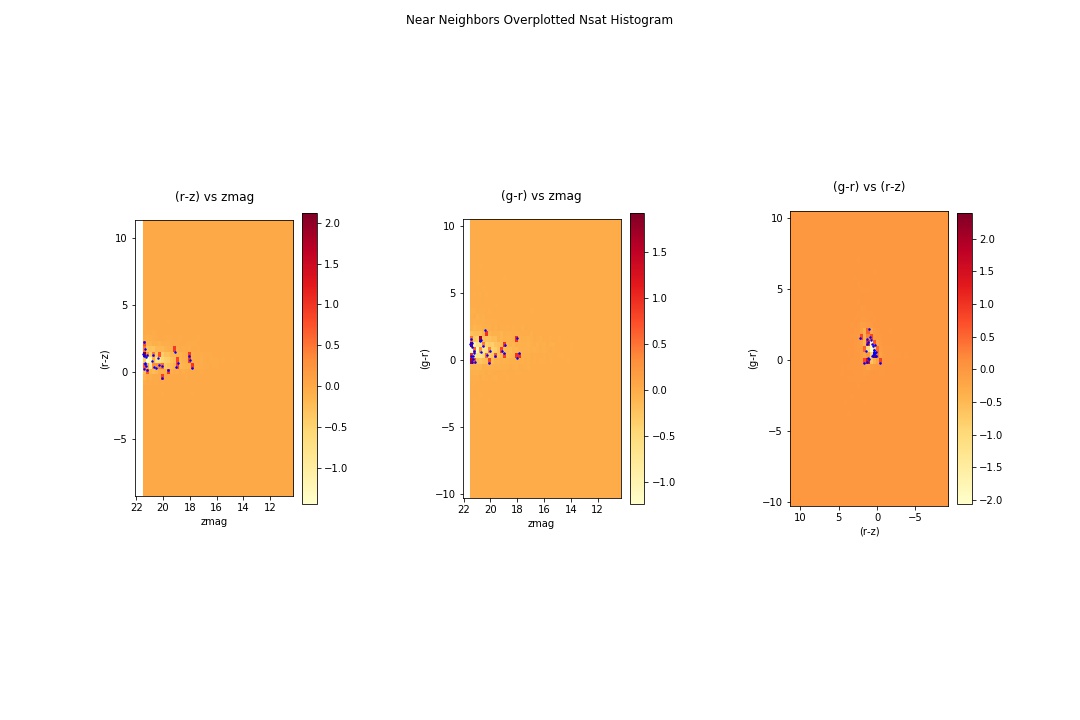 Near Neighbors Overplotted Nsat Histogram
(r-z) vs zmag
10
5
0
−5
(r-z)
22 20 18 16 14 12
zmag
2.0
1.5
1.0
0.5
0.0
−0.5
−1.0
(g-r) vs zmag
10
5
0
−5
−10
(g-r)
22 20 18 16 14 12
zmag
1.5
1.0
0.5
0.0
−0.5
−1.0
(g-r) vs (r-z)
10
5
0
−5
−10
(g-r)
10 5 0 −5
(r-z)
2.0
1.5
1.0
0.5
0.0
−0.5
−1.0
−1.5
−2.0